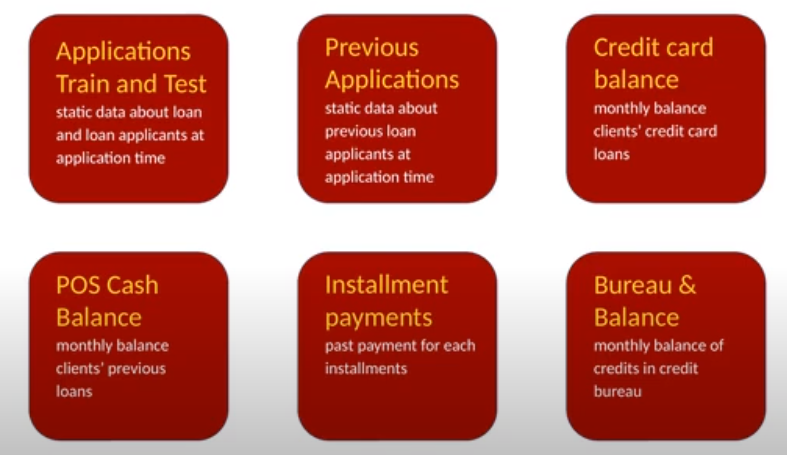 Applications
Train and Test
static data about loan
and loan applicants at
application time
Previous
Applications
static data about
previous loan
applicants at
application time
Credit card
balance
monthly balance
clients' credit card
loans
POS Cash
Balance
monthly balance
clients' previous
loans
Installment
payments
past payment for each
installments
Bureau &
Balance
monthly balance of
credits in credit
bureau